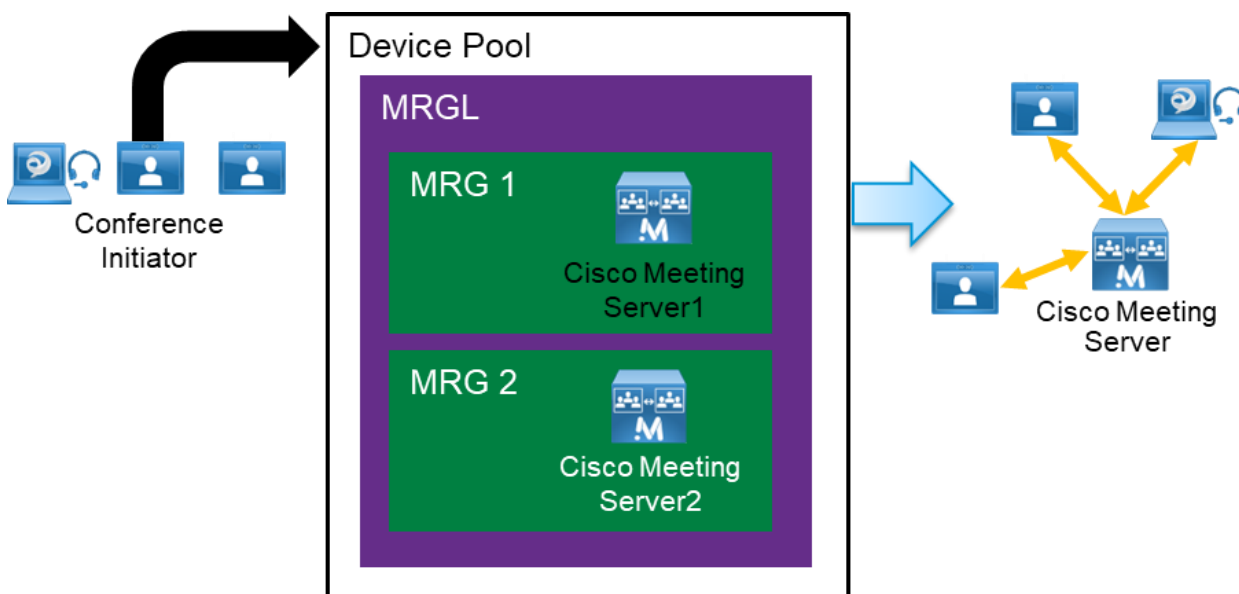 Device Pool
MRGL
Conference
Initiator
MRG 1
Cisco Meeting
Server1
MRG 2
Cisco Meeting
Server2
Cisco Meeting
Server